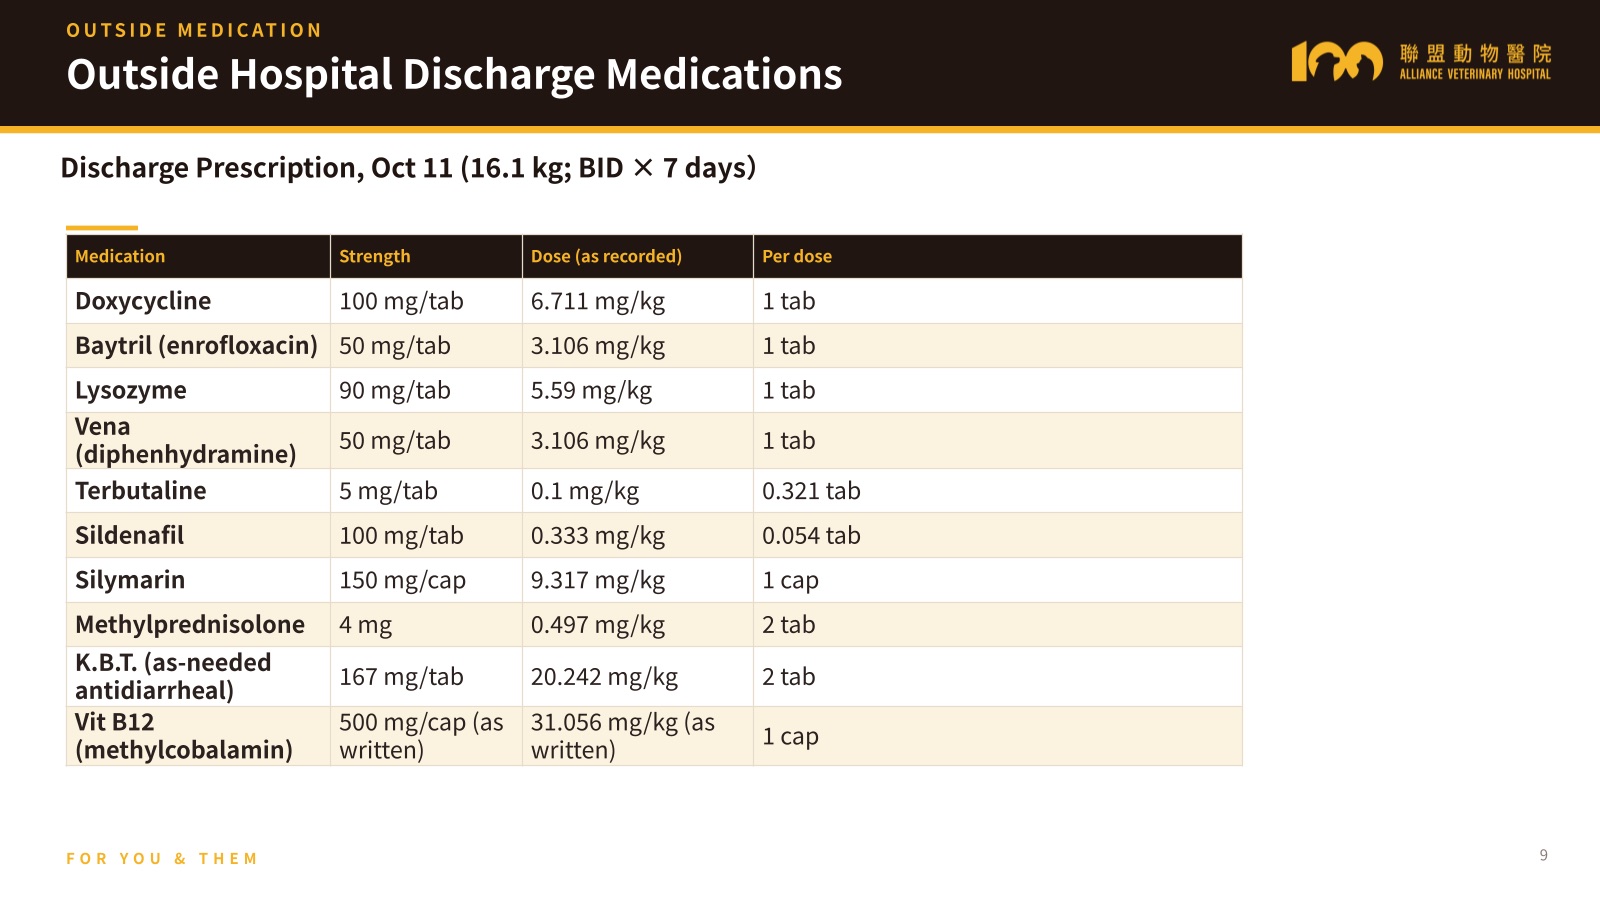 OUTSIDE MEDICATION
Outside Hospital Discharge Medications
聯盟動物醫院
ALLIANCE VETERINARY HOSPITAL
Discharge Prescription, Oct 11 (16.1 kg; BID × 7 days）
Medication Strength Dose (as recorded) Per dose
Doxycycline 100 mg/tab 6.711 mg/kg 1 tab
Baytril (enrofloxacin) 50 mg/tab 3.106 mg/kg 1 tab
Lysozyme 90 mg/tab 5.59 mg/kg 1 tab
Vena
(diphenhydramine) 50 mg/tab 3.106 mg/kg 1 tab
Terbutaline 5 mg/tab 0.1 mg/kg 0.321 tab
Sildenafil 100 mg/tab 0.333 mg/kg 0.054 tab
Silymarin 150 mg/cap 9.317 mg/kg 1 cap
Methylprednisolone 4 mg 0.497 mg/kg 2 tab
K.B.T. (as-needed
antidiarrheal) 167 mg/tab 20.242 mg/kg 2 tab
Vit B12 500 mg/cap (as 31.056 mg/kg (as
(methylcobalamin) written) written) 1 cap
FOR YOU & THEM
9